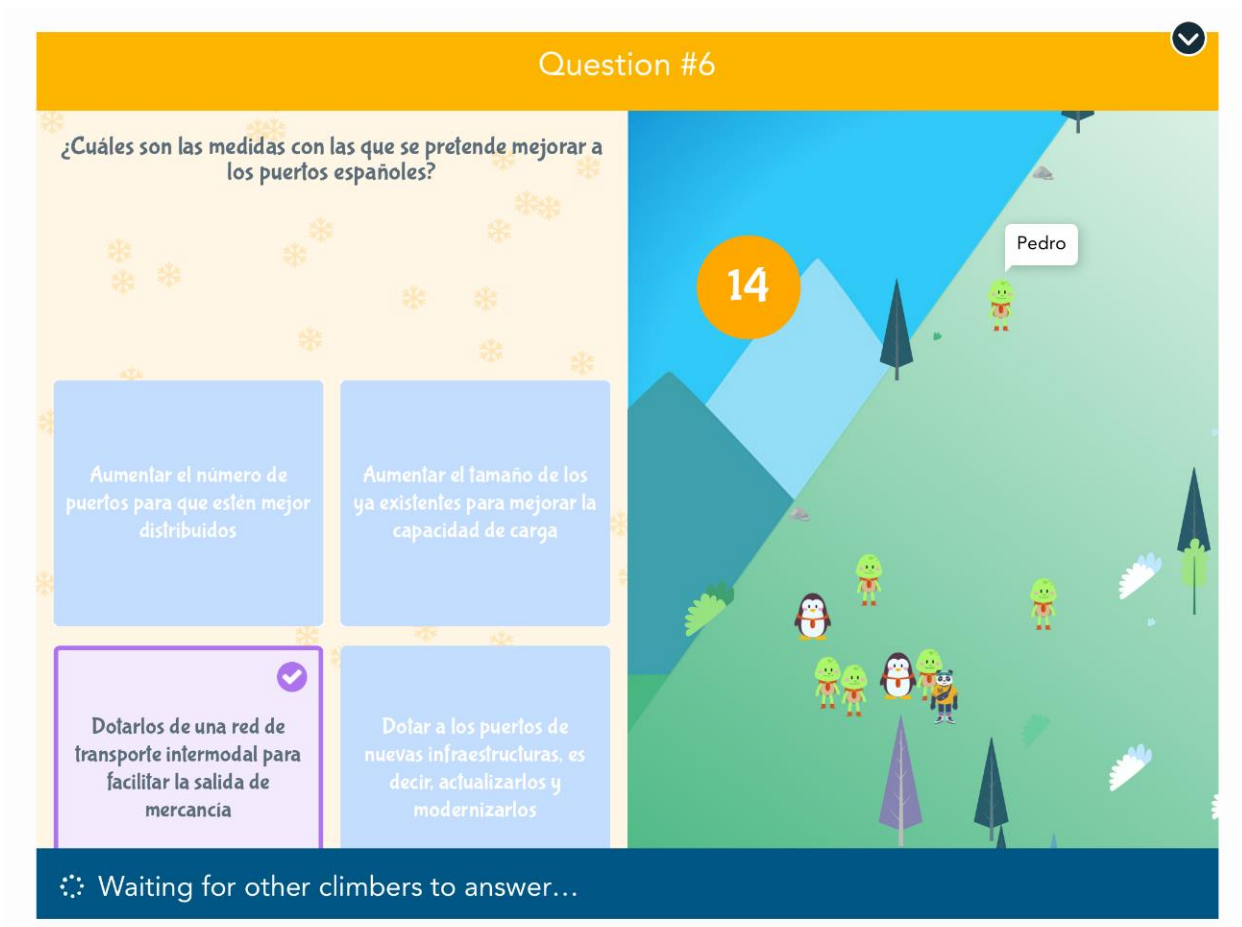 Question #6
¿Cuáles son las medidas con las que se pretende mejorar a
los puertos españoles?
Pedro
14
Aumentar el número de
puertos para que estén mejor
distribuidos
Aumentar el tamaño de los
ya existentes para mejorar la
capacidad de carga
Dotarlos de una red de
transporte intermodal para
facilitar la salida de
mercancía
Dotar a los puertos de
nuevas infraestructuras, es
decir, actualizarlos y
modernizarlos
Waiting for other climbers to answer...